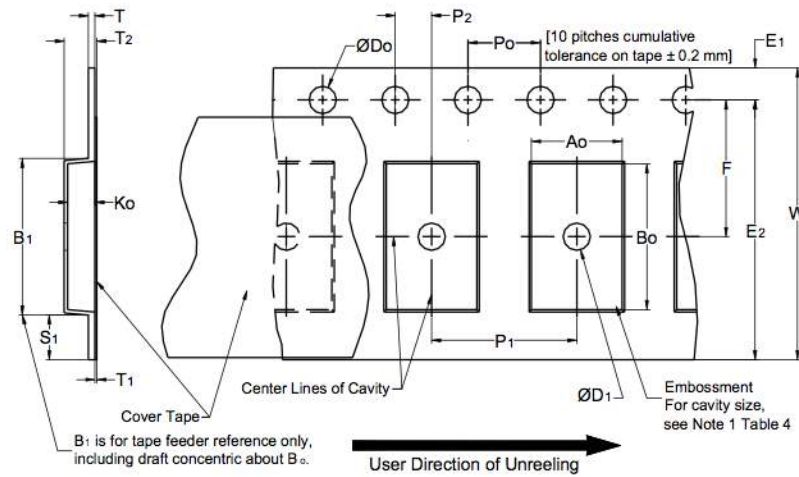 T
T2
P2
ØDo
Po
[10 pitches cumulative
tolerance on tape ± 0.2 mm]
E1
Ao
F
W
Ko
B1
Bo
E2
S1
P1
T1
Center Lines of Cavity
ØD1
Embossment
For cavity size,
see Note 1 Table 4
Cover Tape
B1 is for tape feeder reference only,
including draft concentric about Bo.
User Direction of Unreeling